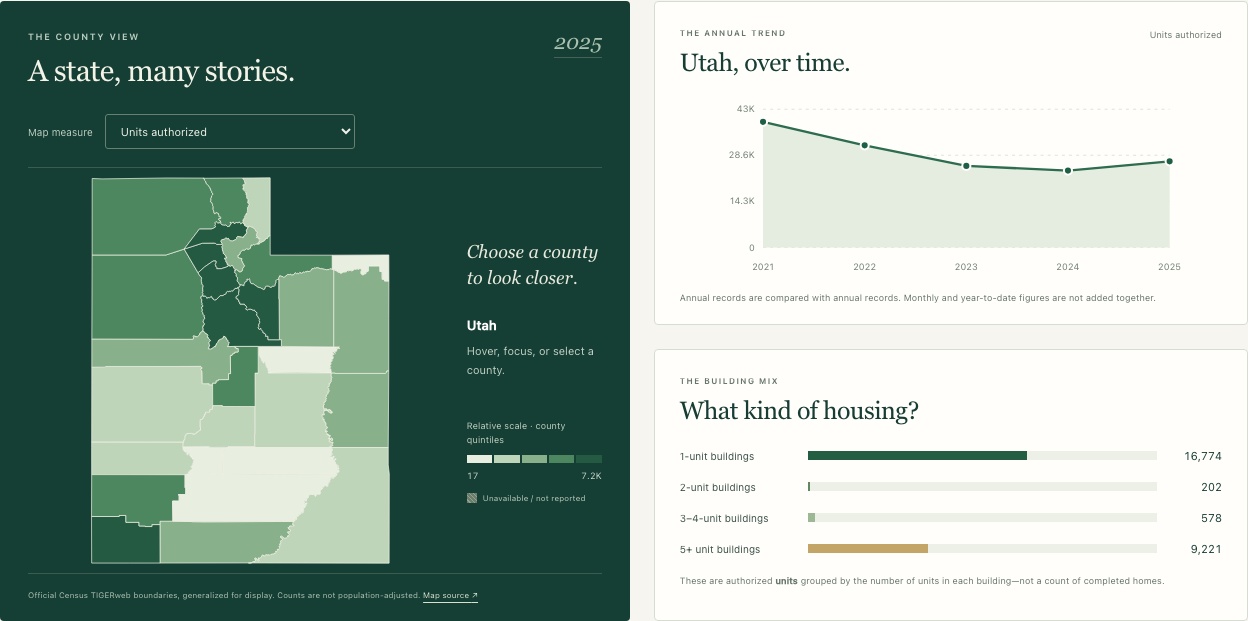 THE COUNTY VIEW
A state, many stories.
2025
Map measure
Units authorized
Choose a county
to look closer.
Utah
Hover, focus, or select a
county.
Relative scale · county
quintiles
17
7.2K
Unavailable / not reported
Official Census TIGERweb boundaries, generalized for display. Counts are not population-adjusted. Map source ↗
THE ANNUAL TREND
Units authorized
Utah, over time.
43K
28.6K
14.3K
0
2021
2022
2023
2024
2025
Annual records are compared with annual records. Monthly and year-to-date figures are not added together.
THE BUILDING MIX
What kind of housing?
1-unit buildings 16,774
2-unit buildings 202
3–4-unit buildings 578
5+ unit buildings 9,221
These are authorized units grouped by the number of units in each building—not a count of completed homes.